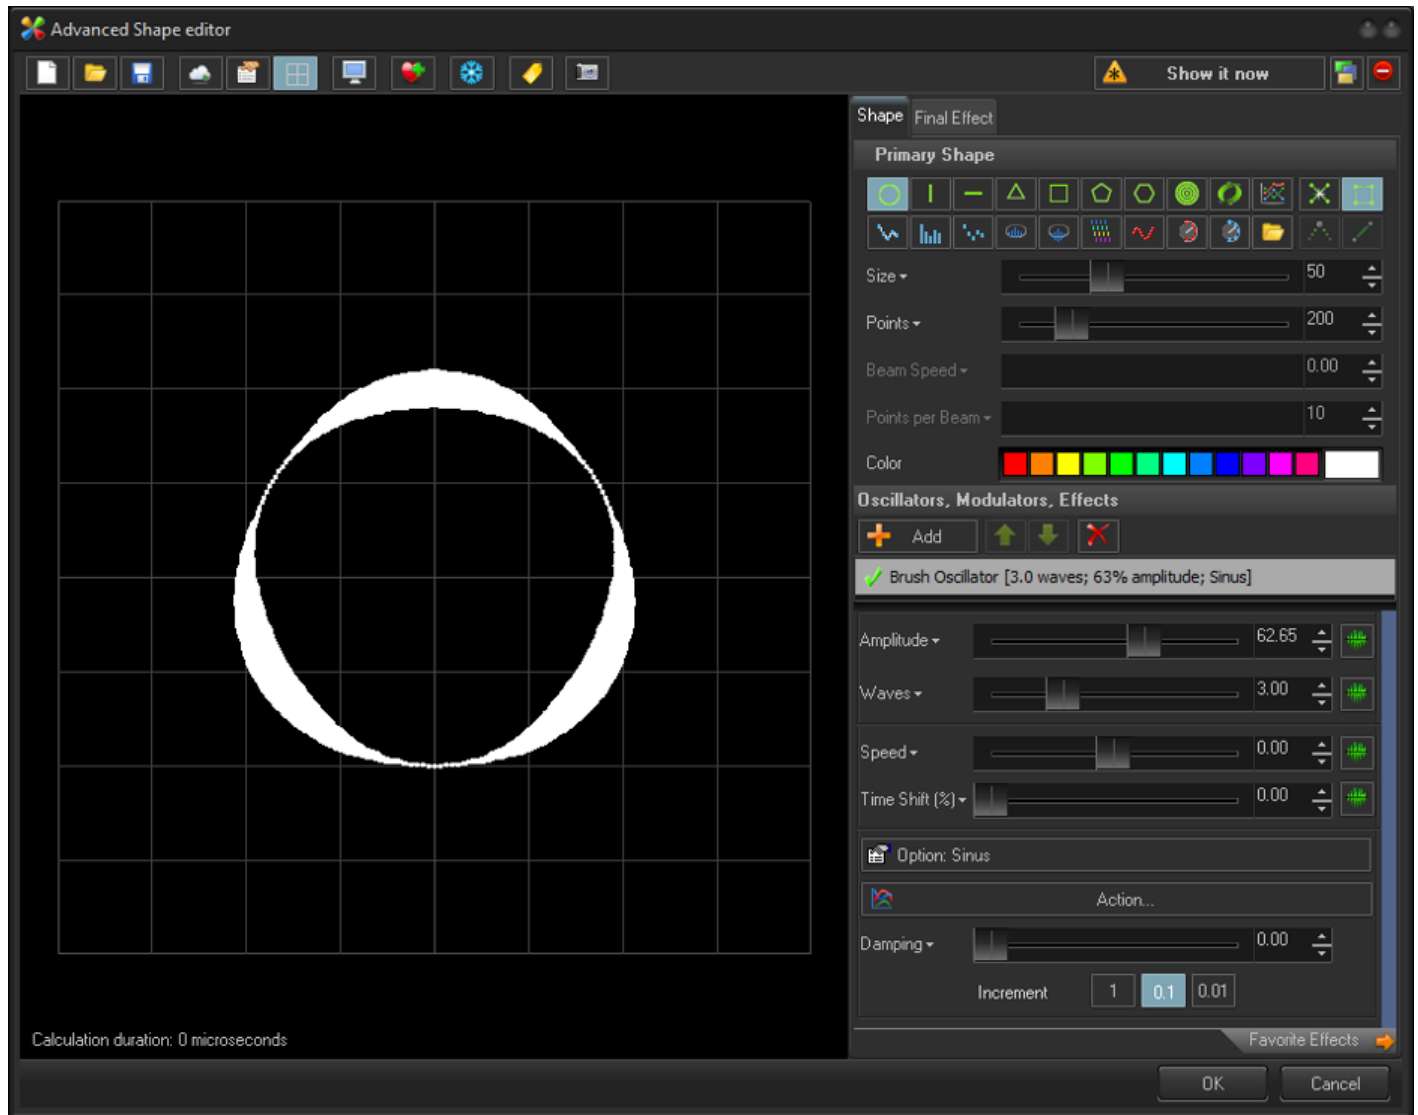 Advanced Shape editor
Show it now
Shape Final Effect
Primary Shape
Size 50
Points 200
Beam Speed 0.00
Points per Beam 10
Color
Oscillators, Modulators, Effects
Add
Brush Oscillator [3.0 waves; 63% amplitude; Sinus]
Amplitude 62.65
Waves 3.00
Speed 0.00
Time Shift (%) 0.00
Option: Sinus
Action...
Damping 0.00
Increment 1 0.1 0.01
Calculation duration: 0 microseconds
Favorite Effects
OK Cancel